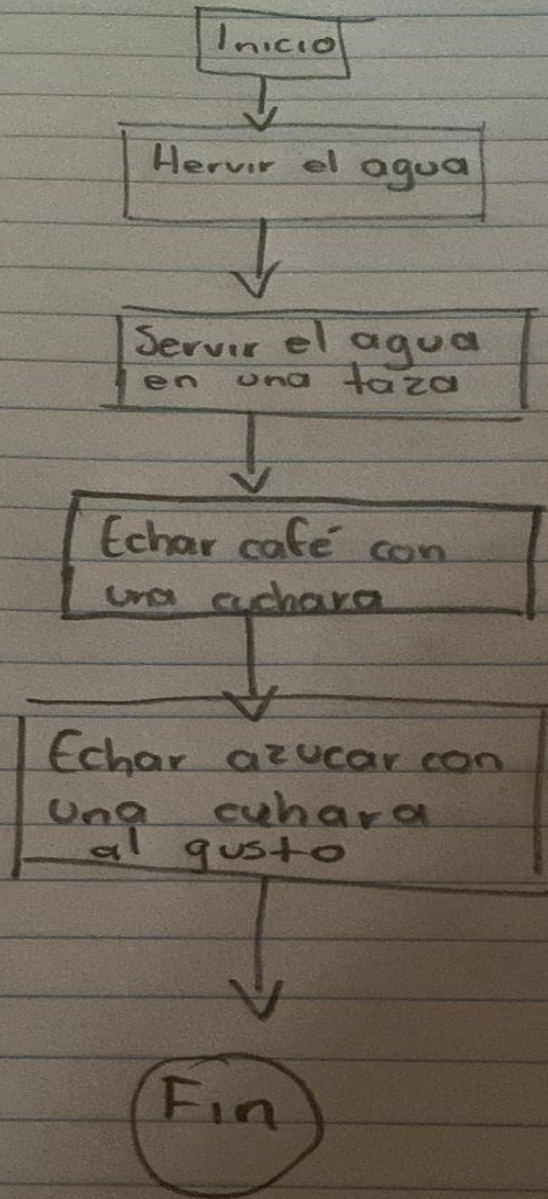 Inicio
Hervir el agua
Servir el agua
en una taza
Echar café con
una cuchara
Echar azucar con
una cuhara
al gusto
Fin